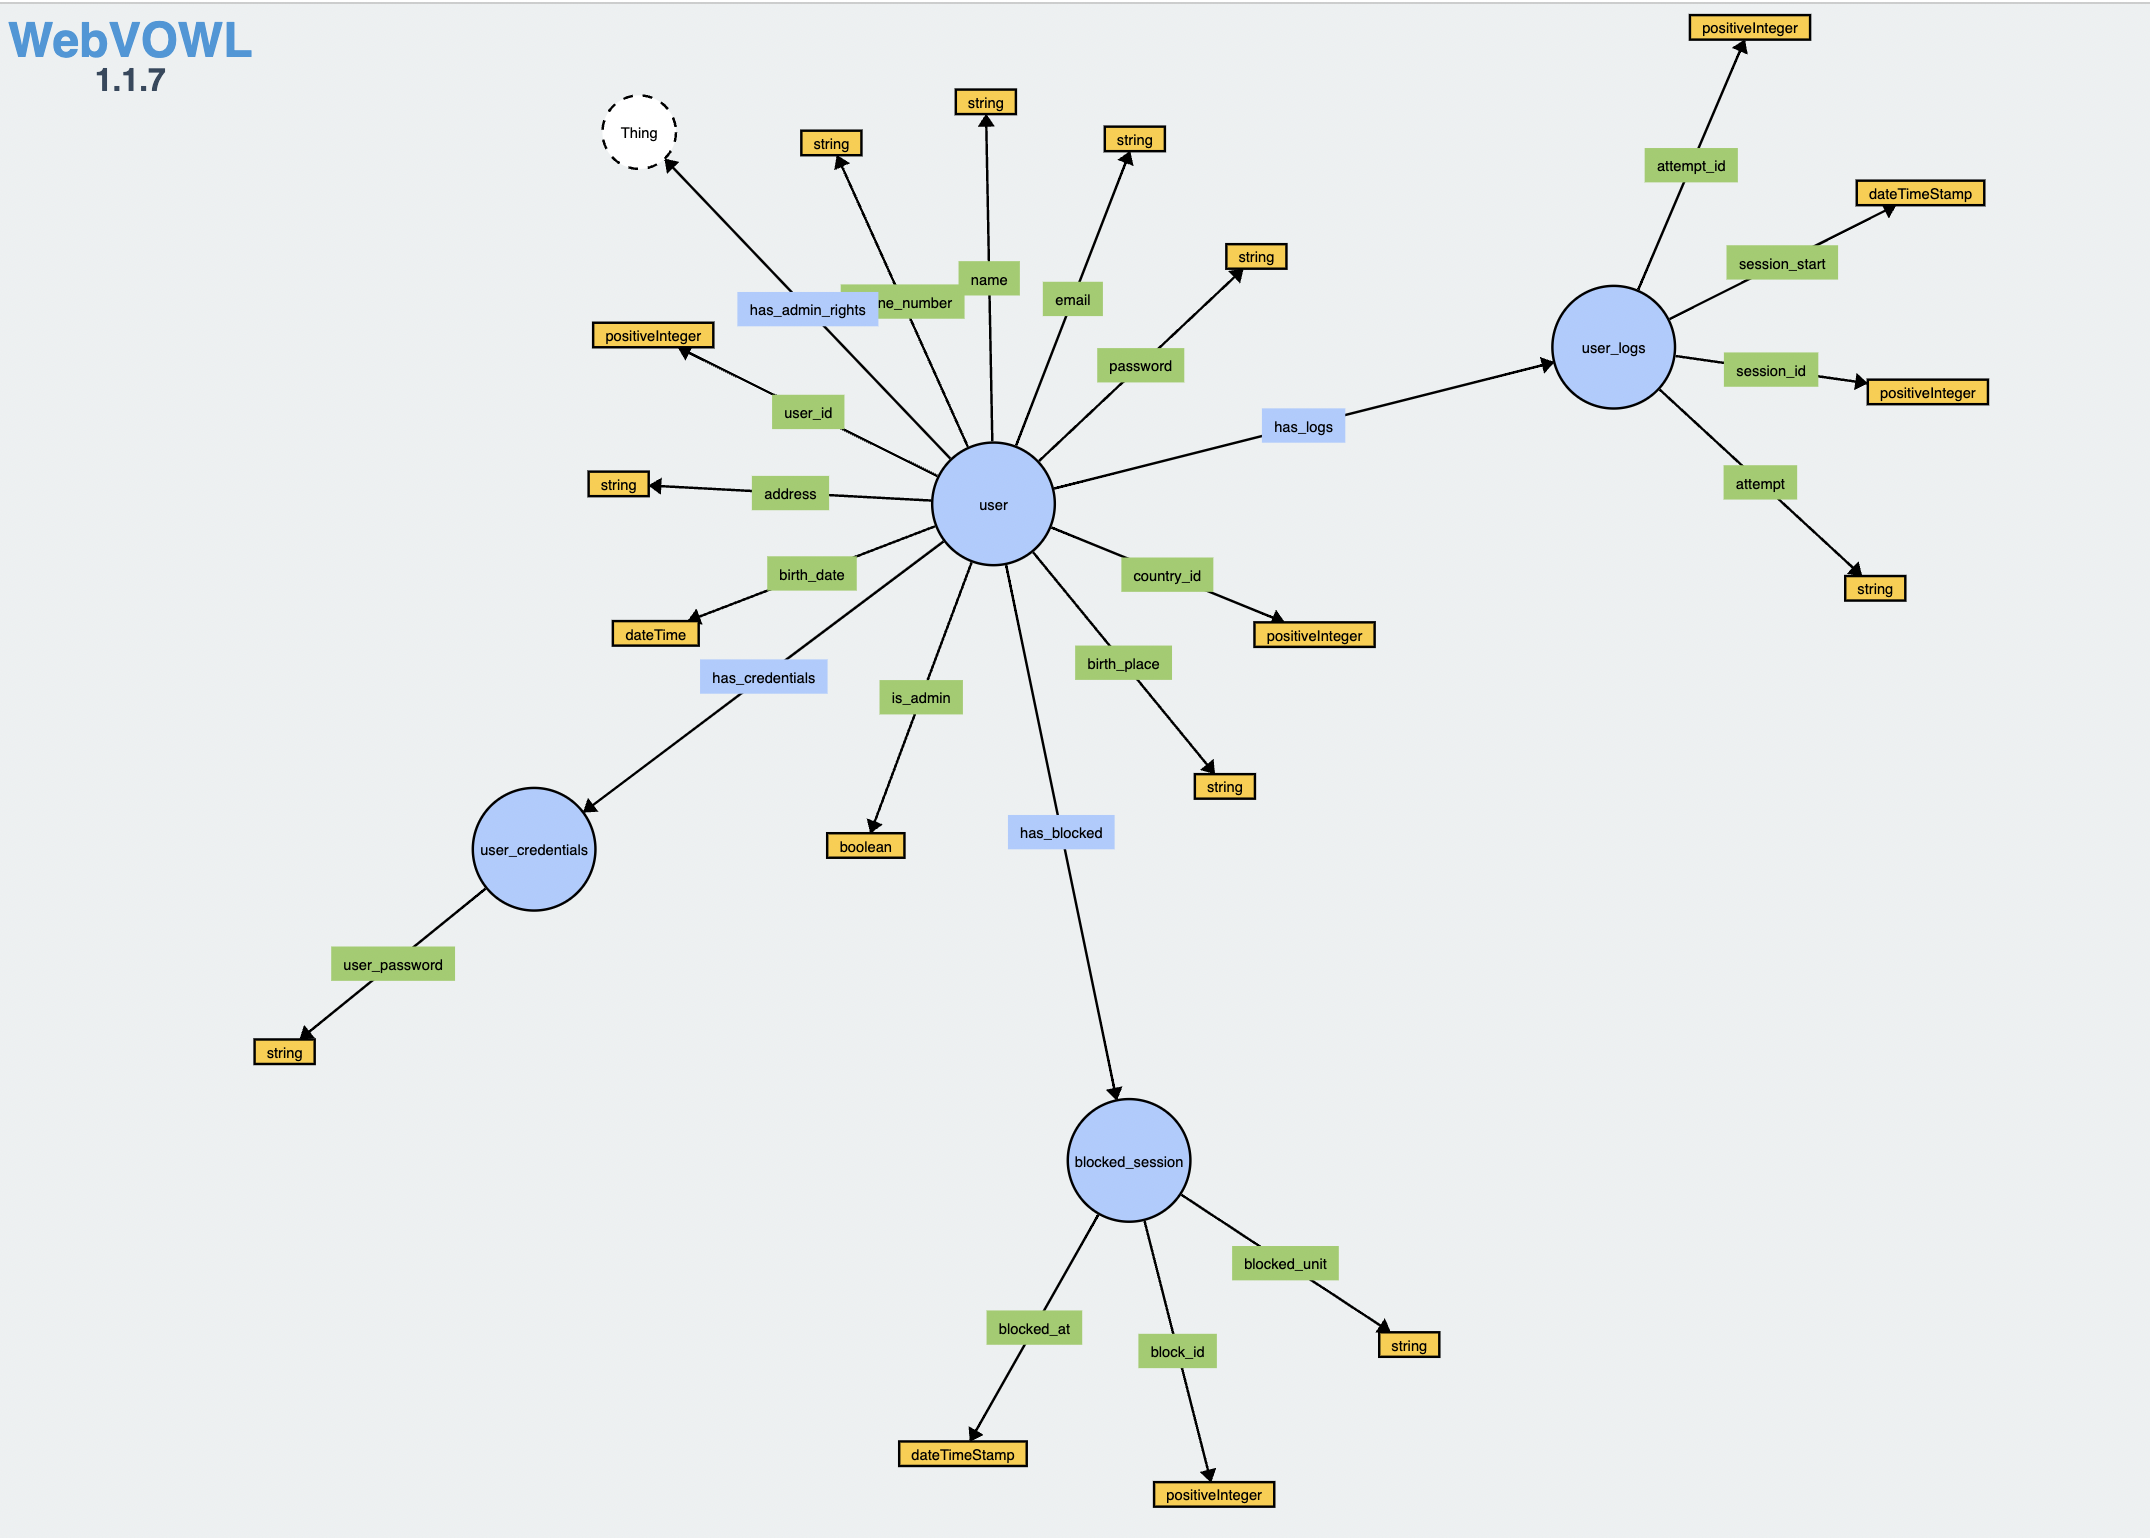 WebVOWL
1.1.7
positiveInteger
string
Thing
string
string
attempt_id
dateTimeStamp
string
session_start
name
email
has_admin_rights
ne_number
positiveInteger
user_logs
password
session_id
positiveInteger
user_id
has_logs
string
address
attempt
user
birth_date
country_id
string
dateTime
positiveInteger
birth_place
has_credentials
is_admin
string
has_blocked
boolean
user_credentials
user_password
string
blocked_session
blocked_unit
blocked_at
string
block_id
dateTimeStamp
positiveInteger